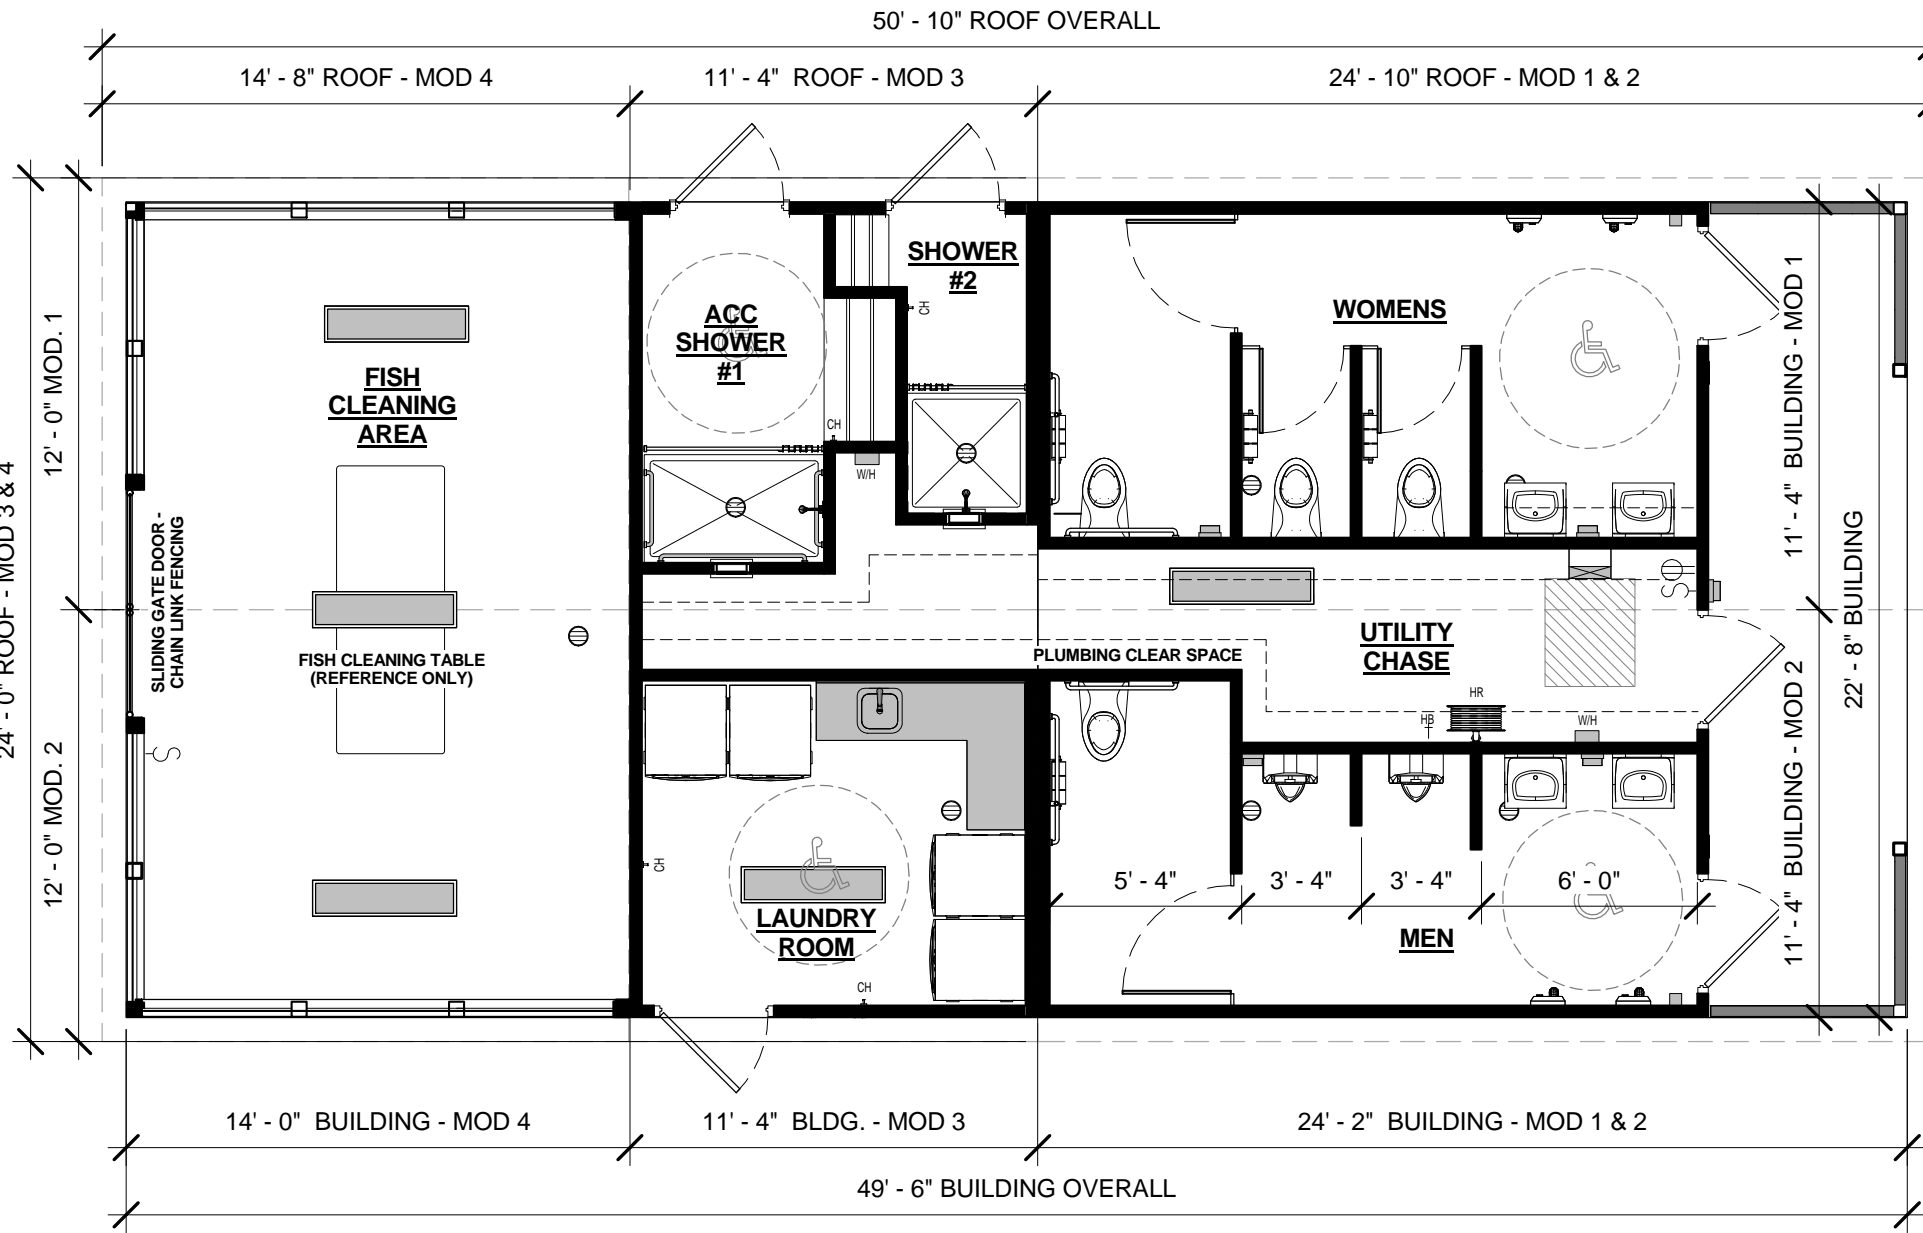 50' - 10" ROOF OVERALL
14' - 8" ROOF - MOD 4
11' - 4" ROOF - MOD 3
24' - 10" ROOF - MOD 1 & 2
24' - 0" ROOF - MOD 3 & 4
12' - 0" MOD. 1
12' - 0" MOD. 2
SLIDING GATE DOOR -
CHAIN LINK FENCING
FISH
CLEANING
AREA
FISH CLEANING TABLE
(REFERENCE ONLY)
S
ACC
SHOWER
#1
CH
W/H
SHOWER
#2
CH
WOMENS
UTILITY
CHASE
PLUMBING CLEAR SPACE
S
HR
HB
W/H
CH
LAUNDRY
ROOM
CH
5' - 4"
3' - 4"
3' - 4"
6' - 0"
MEN
11' - 4" BUILDING - MOD 1
11' - 4" BUILDING - MOD 2
22' - 8" BUILDING
14' - 0" BUILDING - MOD 4
11' - 4" BLDG. - MOD 3
24' - 2" BUILDING - MOD 1 & 2
49' - 6" BUILDING OVERALL